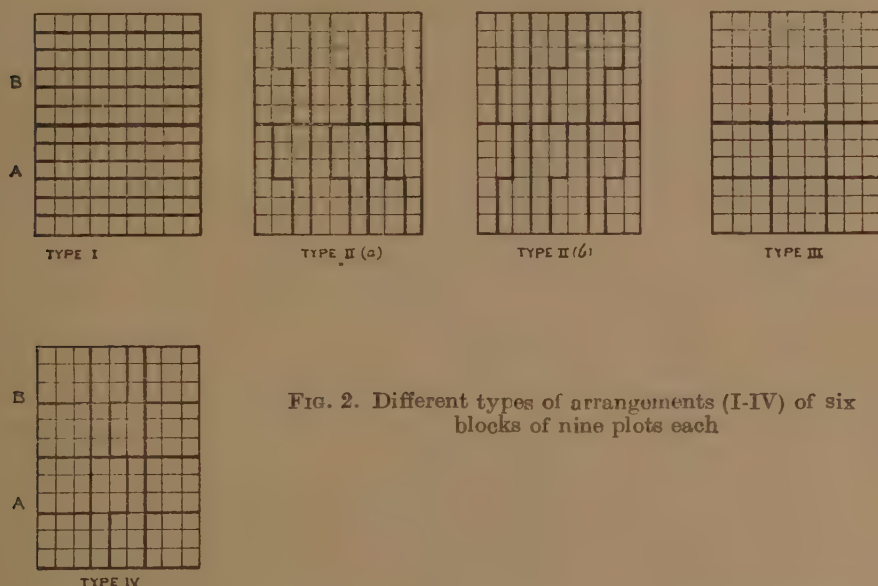 B
A
TYPE I
TYPE II (a)
TYPE II (b)
TYPE III
B
A
TYPE IV
FIG. 2. Different types of arrangements (I-IV) of six
blocks of nine plots each